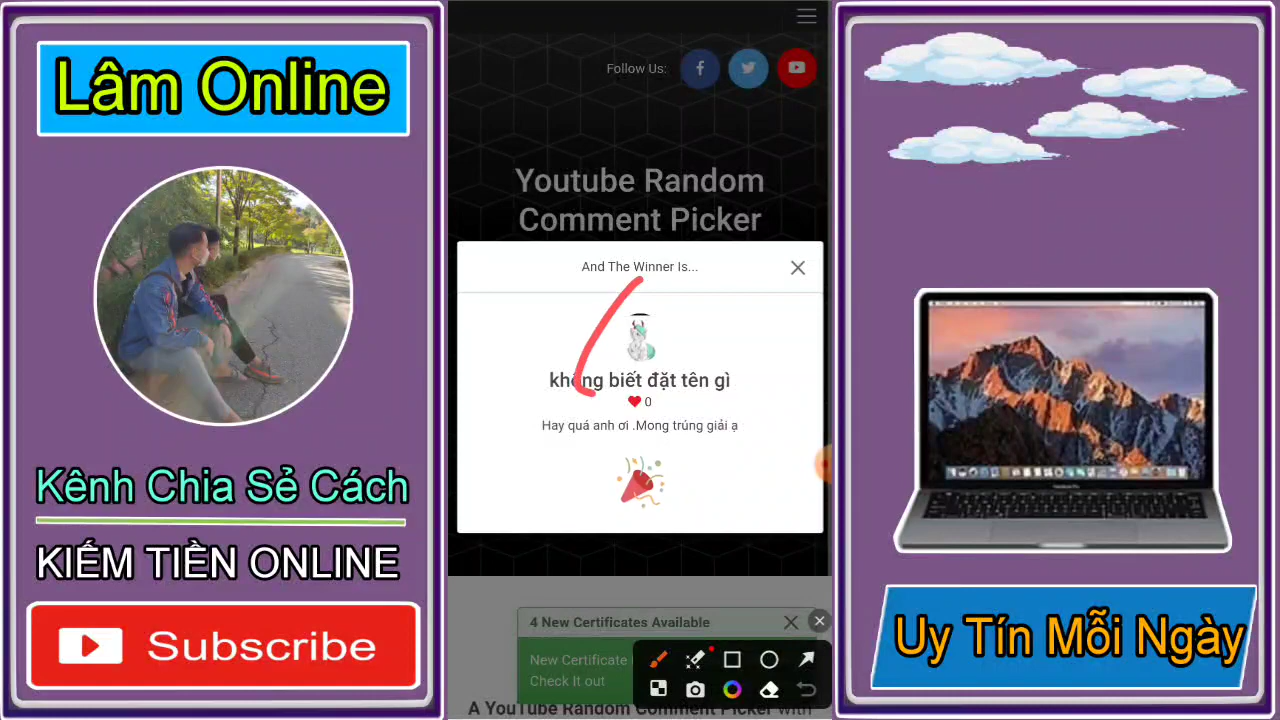 Lâm Online
Kênh Chia Sẻ Cách
KIẾM TIỀN ONLINE
Subscribe
Follow Us:
Youtube Random
Comment Picker
And The Winner Is...
không biết đặt tên gì
0
Hay quá anh ơi .Mong trúng giải ạ
4 New Certificates Available
New Certificate
Check It out
A YouTube Random Comment Picker With
Uy Tín Mỗi Ngày